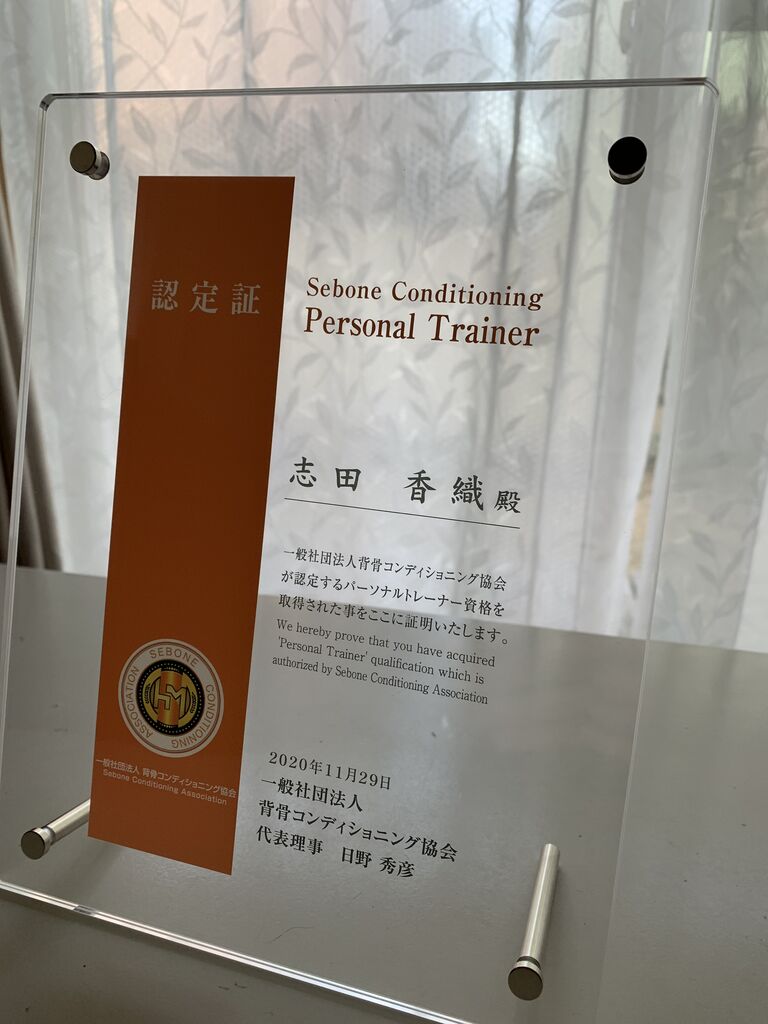 認定証
Sebone Conditioning
Personal Trainer
志田 香織 殿
一般社団法人背骨コンディショニング協会
が認定するパーソナルトレーナー資格を
取得された事をここに証明いたします。
We hereby prove that you have acquired
'Personal Trainer' qualification which is
authorized by Sebone Conditioning Association
SEBONE CONDITIONING ASSOCIATION
一般社団法人 背骨コンディショニング協会
Sebone Conditioning Association
2020年11月29日
一般社団法人
背骨コンディショニング協会
代表理事 日野 秀彦